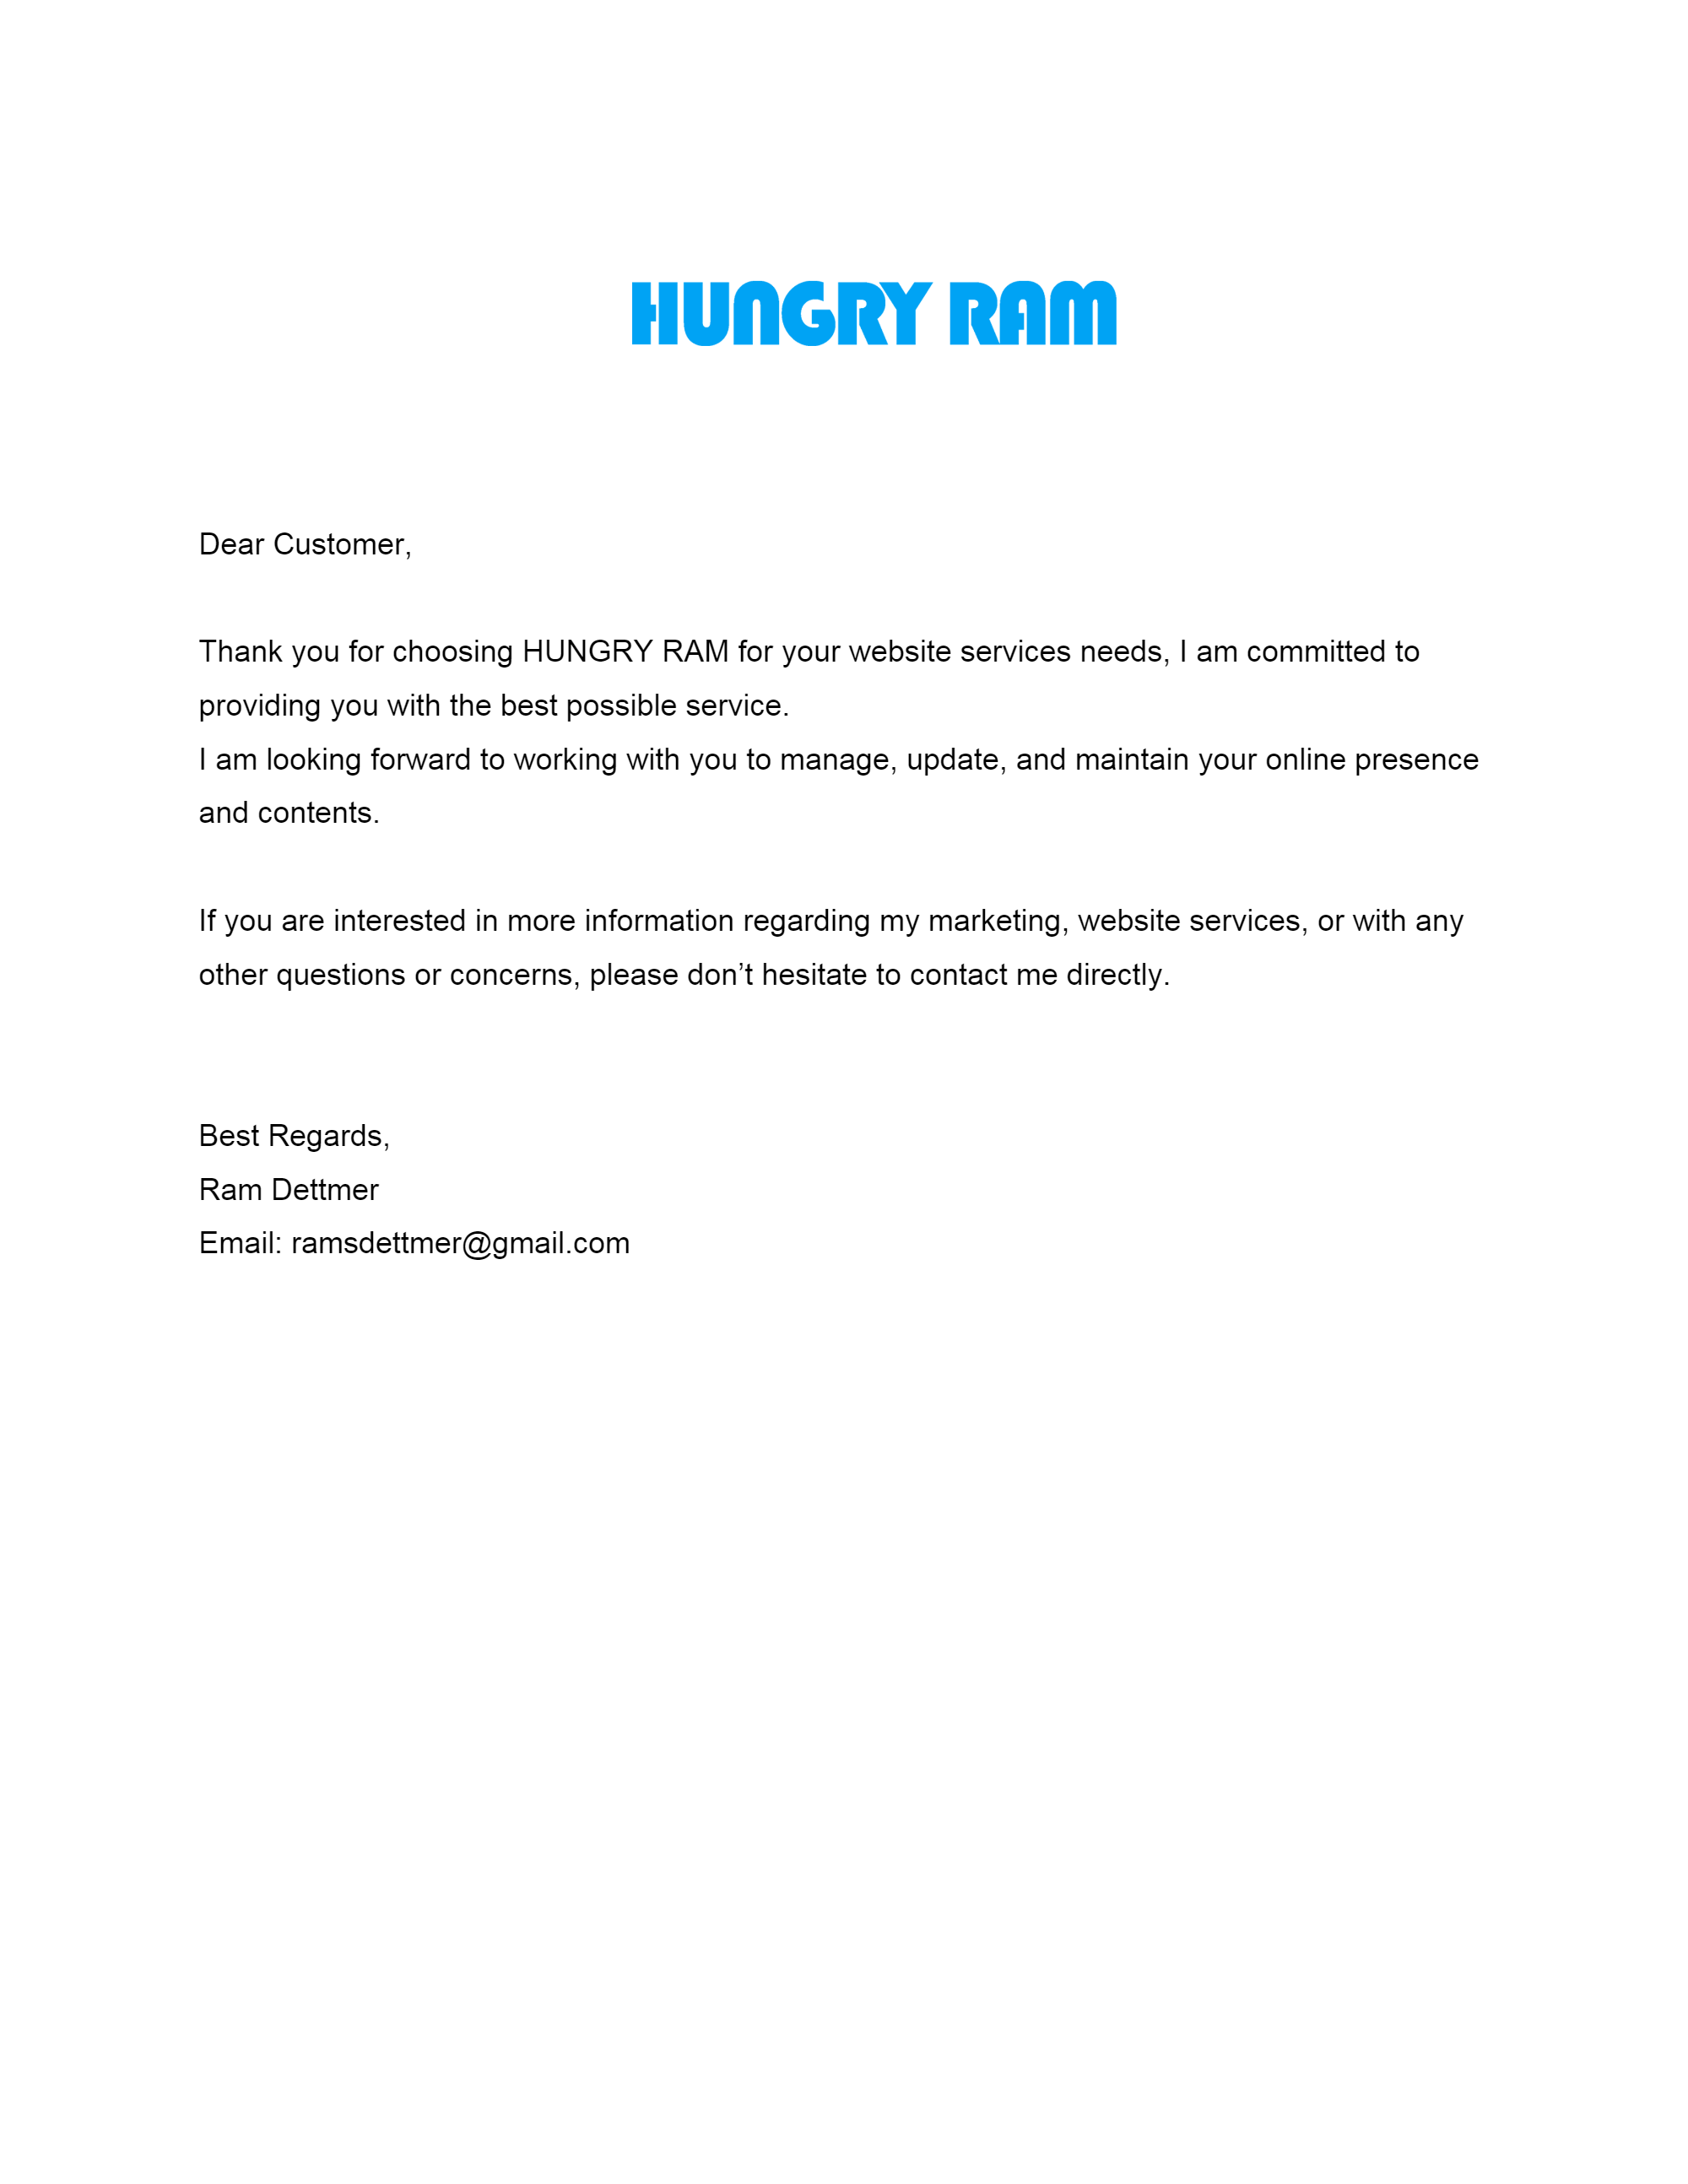 HUNGRY RAM
Dear Customer,
Thank you for choosing HUNGRY RAM for your website services needs, I am committed to
providing you with the best possible service.
I am looking forward to working with you to manage, update, and maintain your online presence
and contents.
If you are interested in more information regarding my marketing, website services, or with any
other questions or concerns, please don’t hesitate to contact me directly.
Best Regards,
Ram Dettmer
Email: ramsdettmer@gmail.com